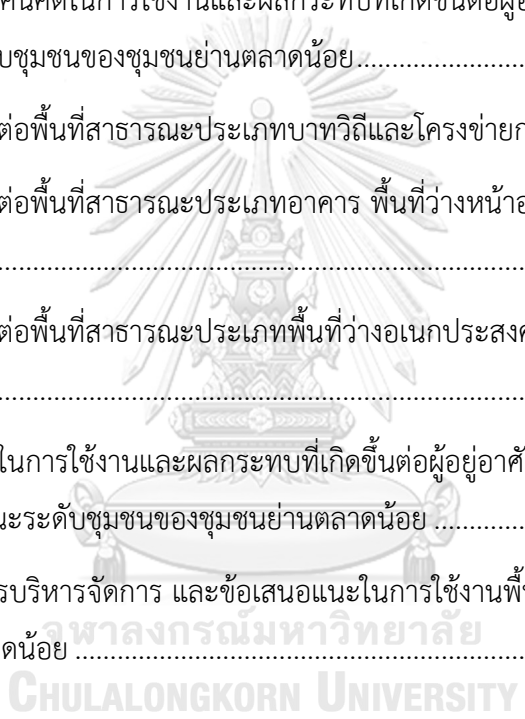 คนคติในการใช้งานและผลกระทบที่เกิดขึ้นต่อผู้อ
บชุมชนของชุมชนย่านตลาดน้อย.......................
ต่อพื้นที่สาธารณะประเภทบาทวิถีและโครงข่ายก
ต่อพื้นที่สาธารณะประเภทอาคาร พื้นที่ว่างหน้าอ
.......................................................................
ต่อพื้นที่สาธารณะประเภทพื้นที่ว่างอเนกประสงค
.......................................................................
ในการใช้งานและผลกระทบที่เกิดขึ้นต่อผู้อยู่อาศั
ณะระดับชุมชนของชุมชนย่านตลาดน้อย ............
รบริหารจัดการ และข้อเสนอแนะในการใช้งานพื้น
ดน้อย ............................................................
จุฬาลงกรณ์มหาวิทยาลัย
CHULALONGKORN UNIVERSITY